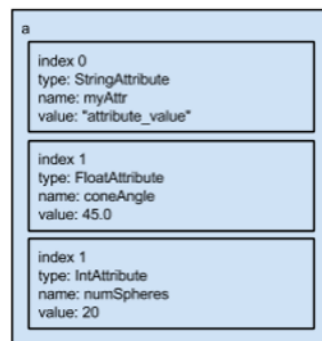 a
index 0
type: StringAttribute
name: myAttr
value: "attribute_value"
index 1
type: FloatAttribute
name: coneAngle
value: 45.0
index 1
type: IntAttribute
name: numSpheres
value: 20